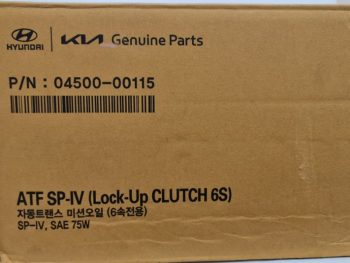 HYUNDAI KIA Genuine Parts
P/N : 04500-00115
ATF SP-IV (Lock-Up CLUTCH 6S)
자동트랜스 미션오일 (6속전용)
SP-IV, SAE 75W